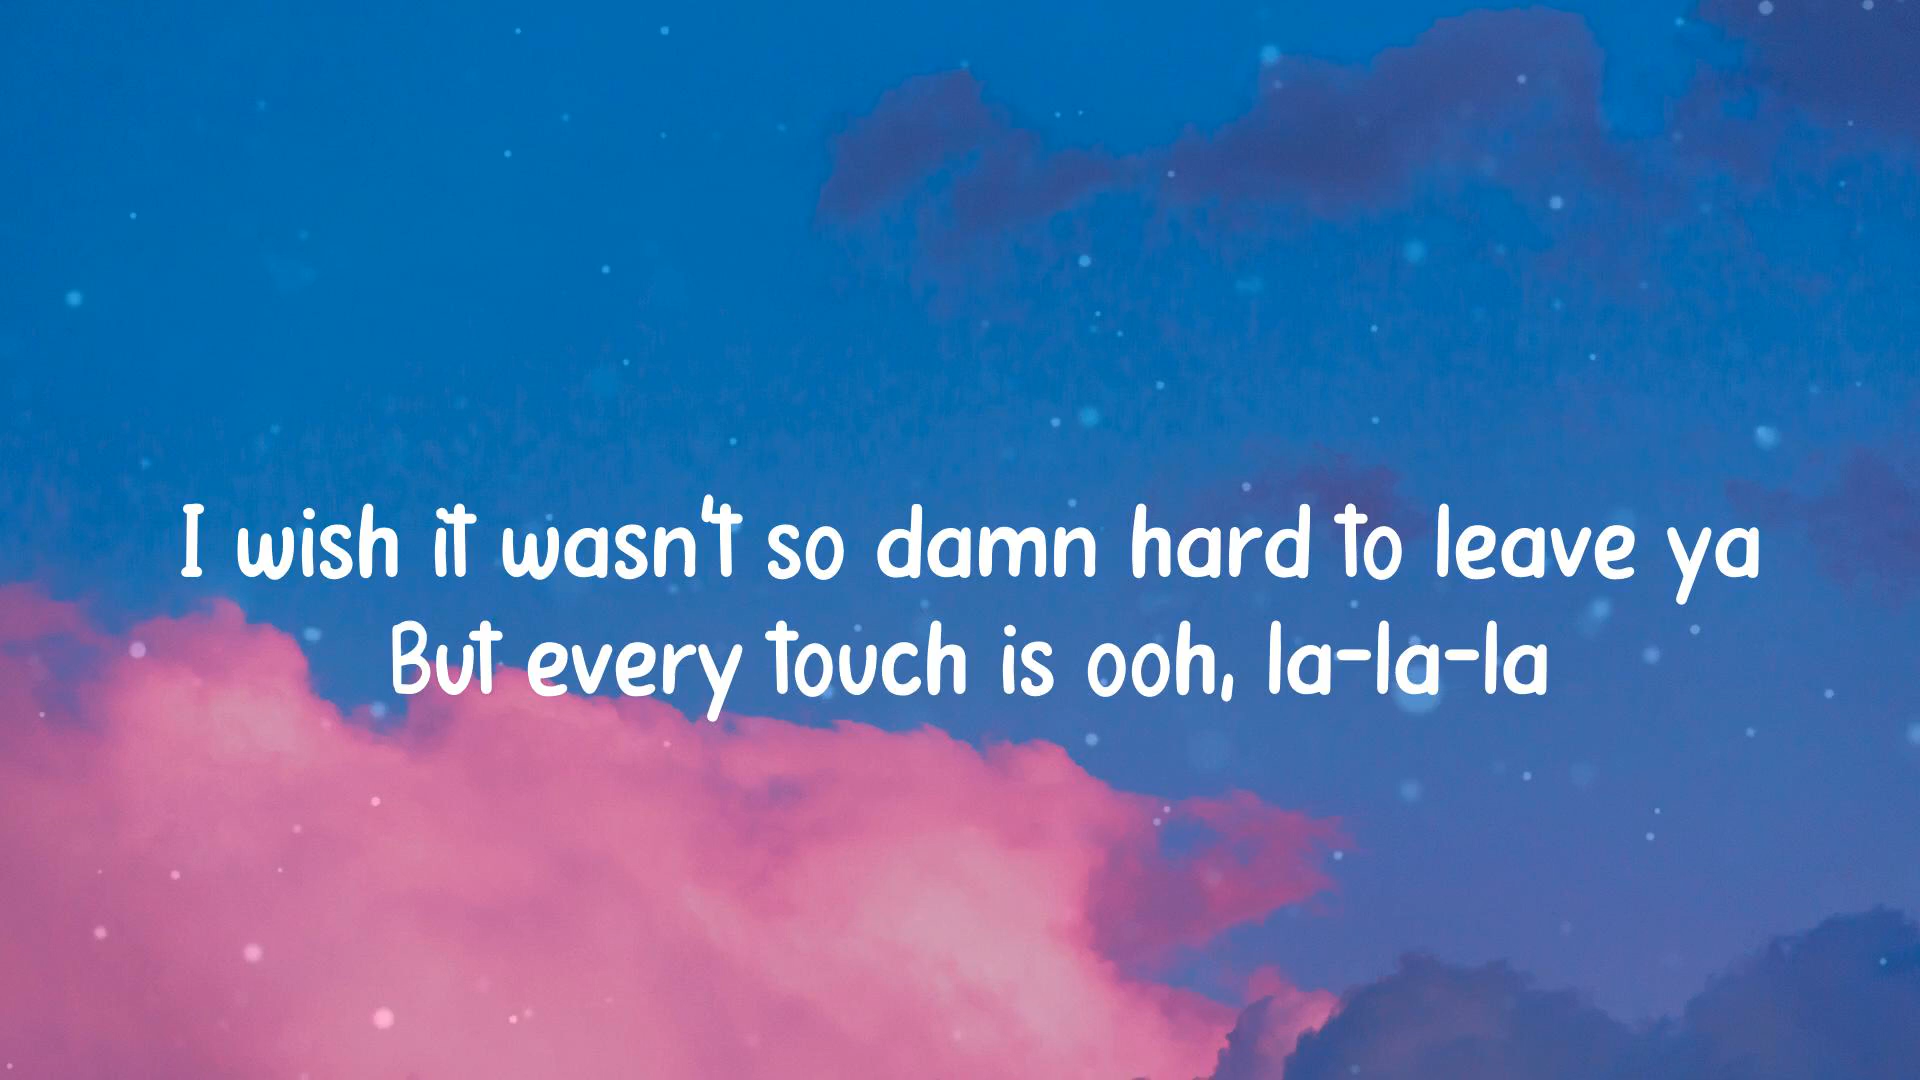 I wish it wasn't so damn hard to leave ya
But every touch is ooh, la-la-la